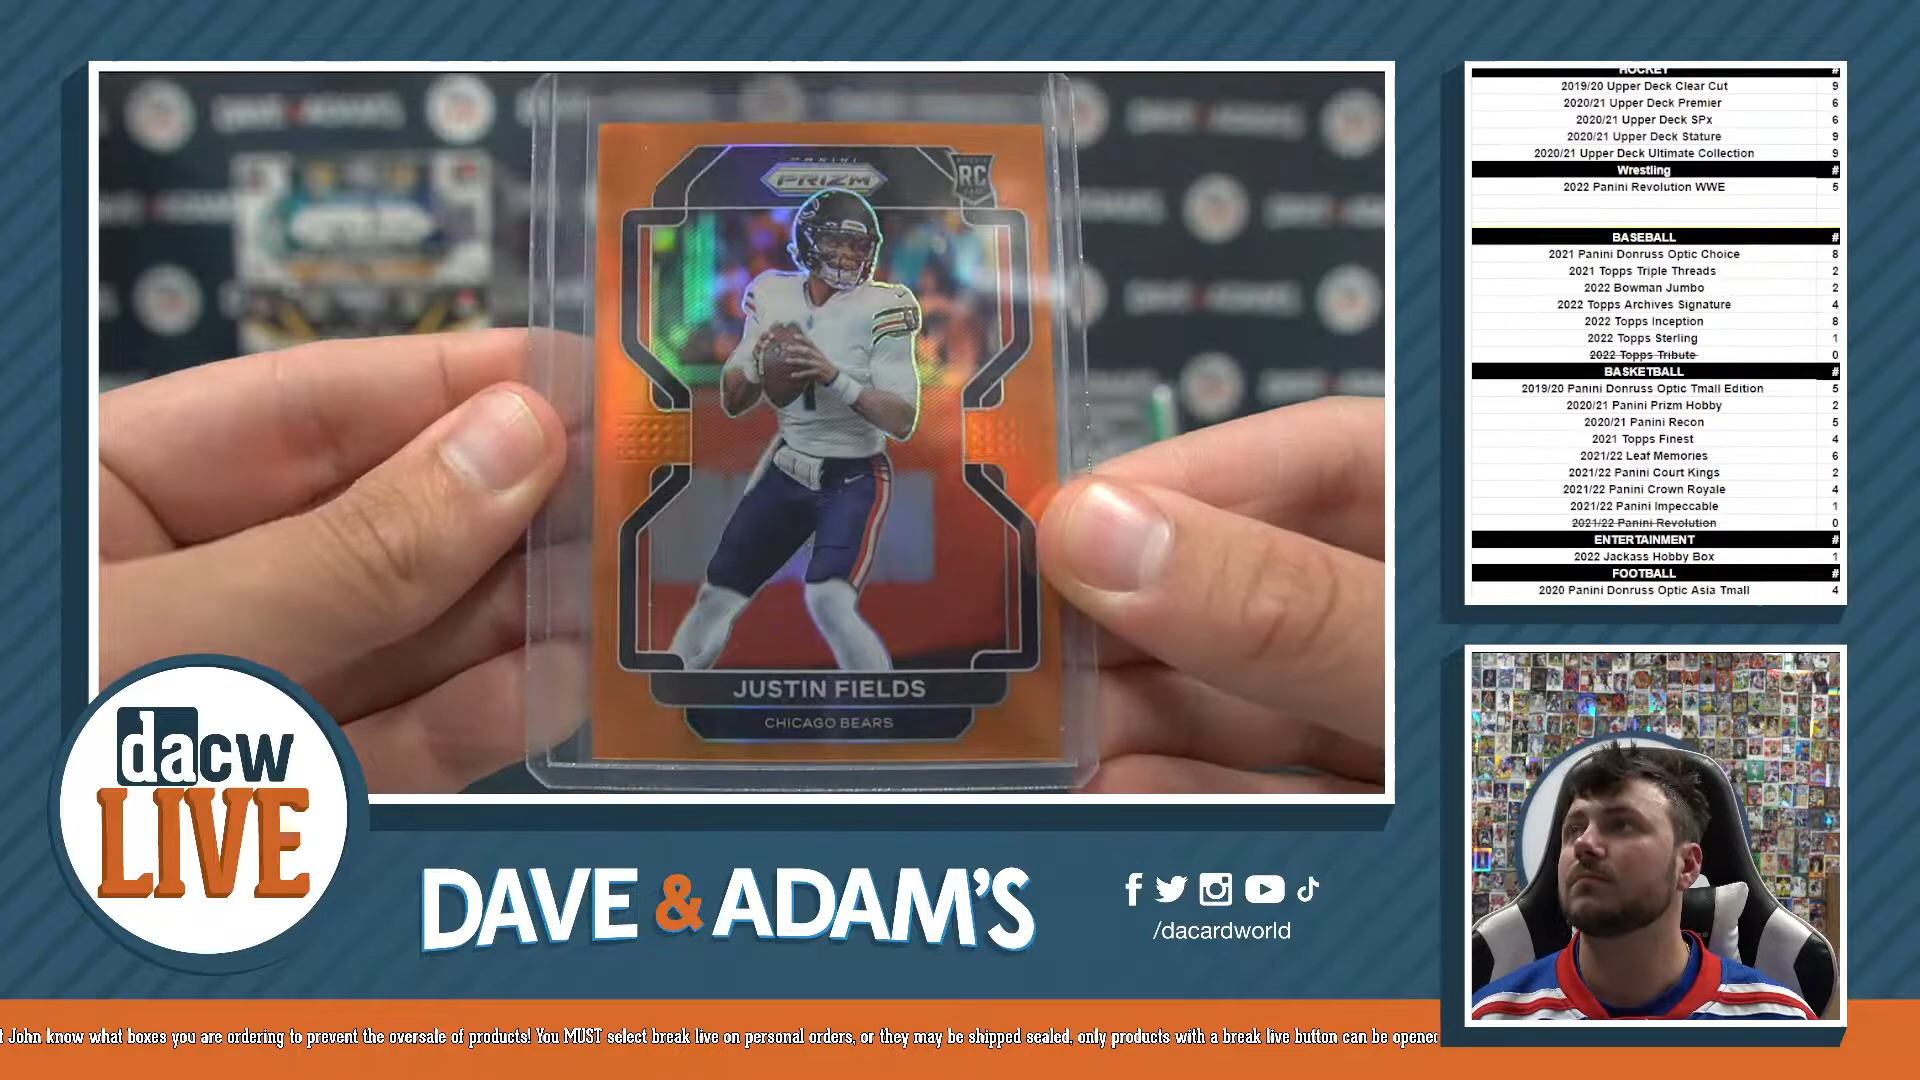 PANINI
PRIZM
ROOKIE
RC
1
JUSTIN FIELDS
CHICAGO BEARS
HOCKEY #
2019/20 Upper Deck Clear Cut 9
2020/21 Upper Deck Premier 6
2020/21 Upper Deck SPx 6
2020/21 Upper Deck Stature 9
2020/21 Upper Deck Ultimate Collection 9
Wrestling #
2022 Panini Revolution WWE 5
BASEBALL #
2021 Panini Donruss Optic Choice 8
2021 Topps Triple Threads 2
2022 Bowman Jumbo 2
2022 Topps Archives Signature 4
2022 Topps Inception 8
2022 Topps Sterling 1
2022 Topps Tribute 0
BASKETBALL #
2019/20 Panini Donruss Optic Tmall Edition 5
2020/21 Panini Prizm Hobby 2
2020/21 Panini Recon 5
2021 Topps Finest 4
2021/22 Leaf Memories 6
2021/22 Panini Court Kings 2
2021/22 Panini Crown Royale 4
2021/22 Panini Impeccable 1
2021/22 Panini Revolution 0
ENTERTAINMENT #
2022 Jackass Hobby Box 1
FOOTBALL #
2020 Panini Donruss Optic Asia Tmall 4
dacw
LIVE
DAVE & ADAM'S
/dacardworld
t John know what boxes you are ordering to prevent the oversale of products! You MUST select break live on personal orders, or they may be shipped sealed, only products with a break live button can be opened